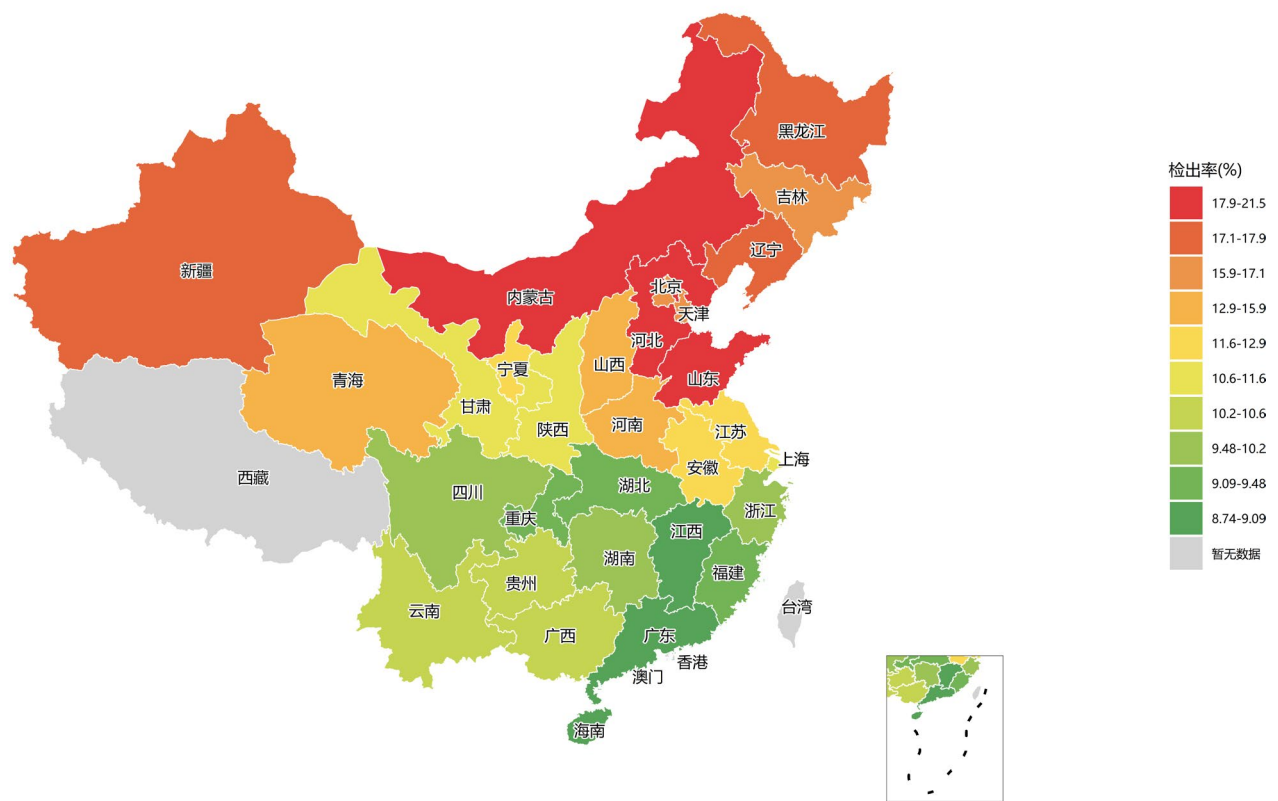 黑龙江
吉林
辽宁
新疆
北京
内蒙古
天津
河北
宁夏
山西
山东
青海
甘肃
河南
陕西
江苏
上海
安徽
西藏
四川
湖北
重庆
浙江
江西
湖南
福建
贵州
云南
台湾
广西
广东
香港
澳门
海南
检出率(%)
17.9-21.5
17.1-17.9
15.9-17.1
12.9-15.9
11.6-12.9
10.6-11.6
10.2-10.6
9.48-10.2
9.09-9.48
8.74-9.09
暂无数据